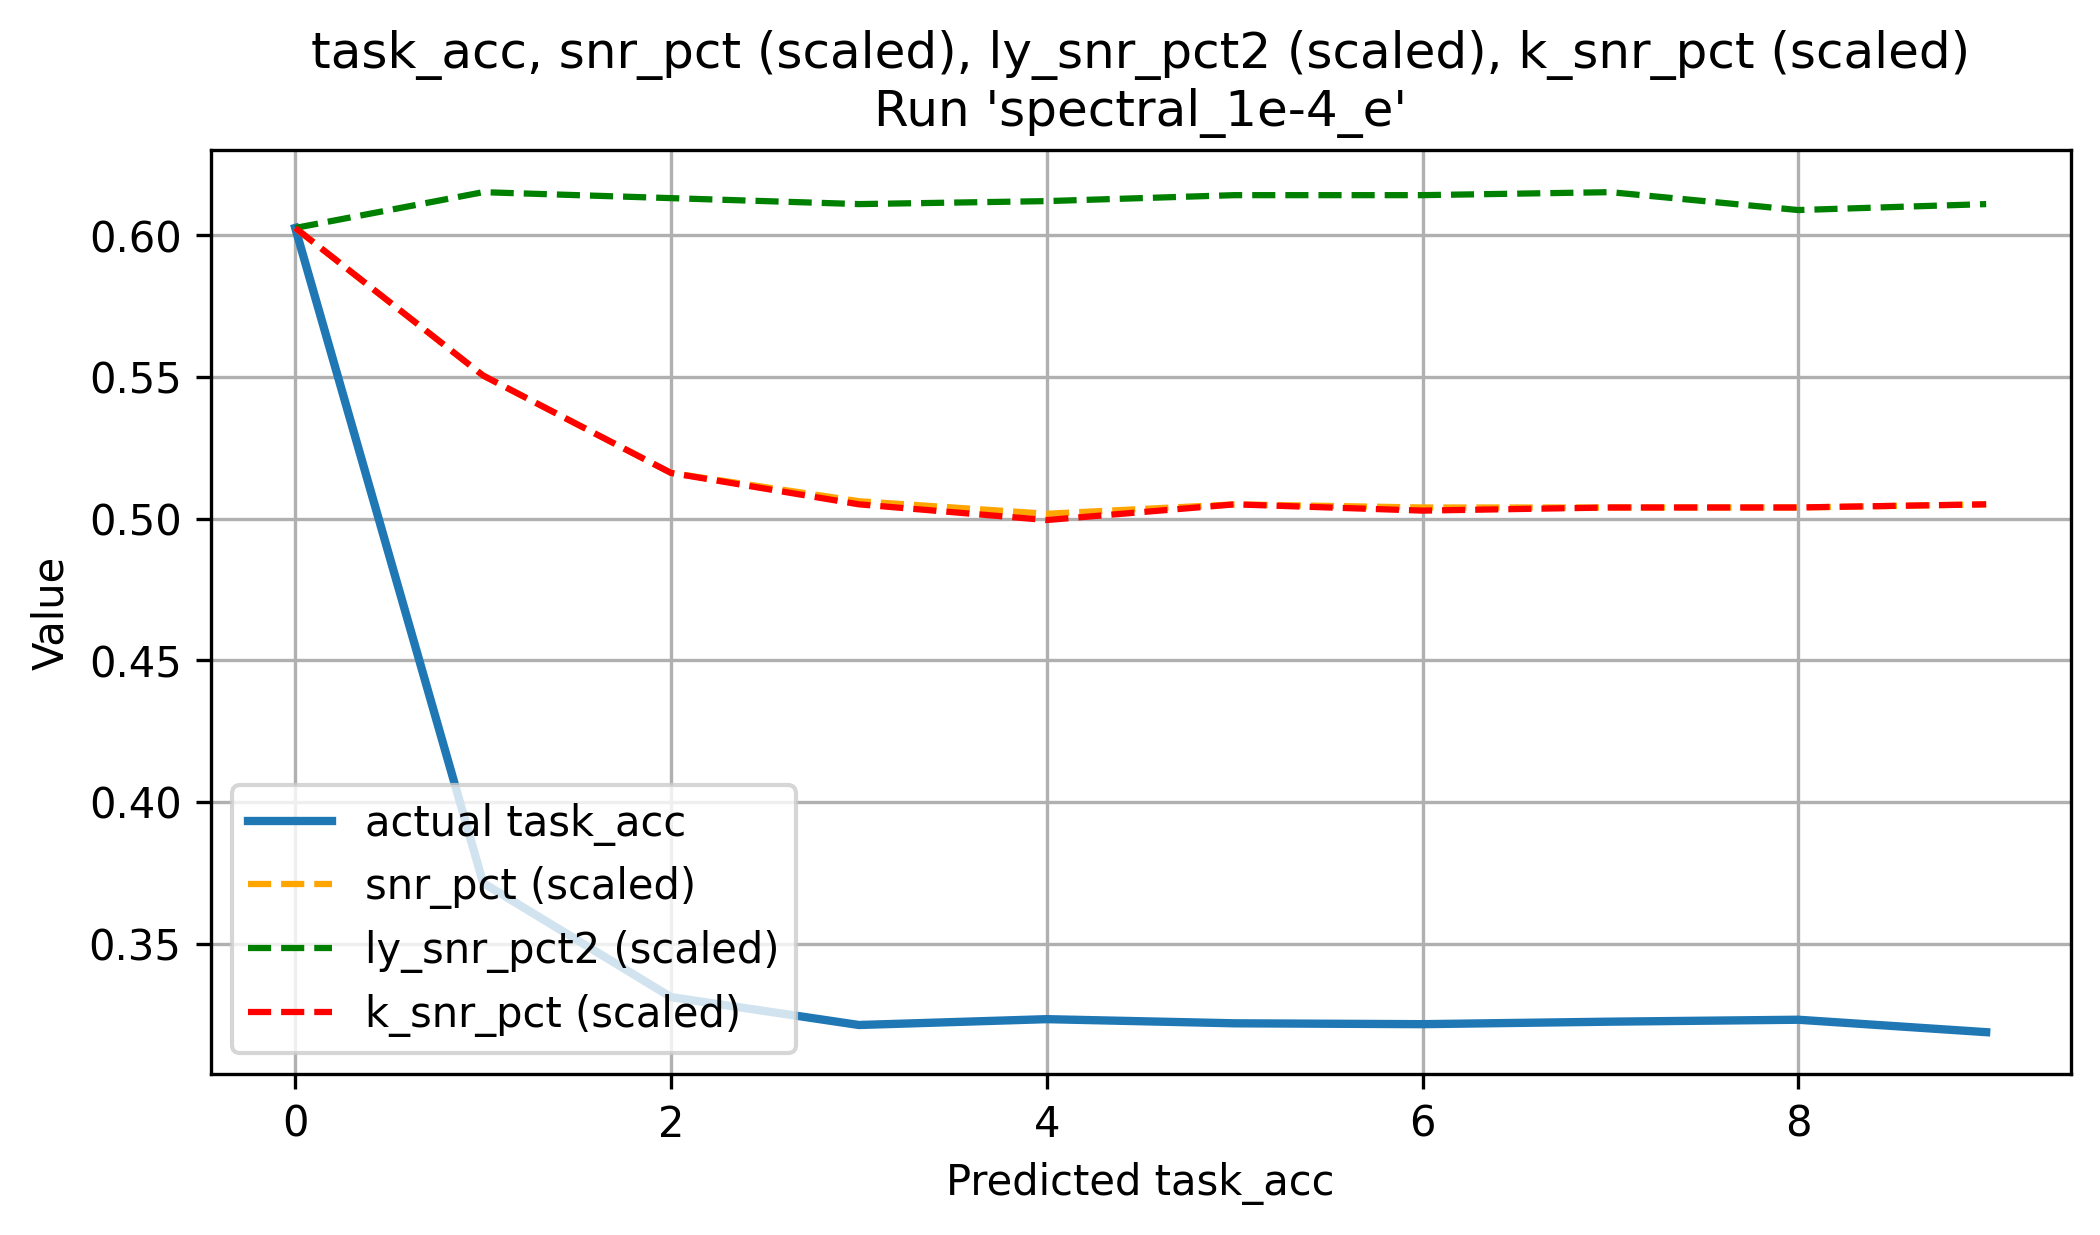 task_acc, snr_pct (scaled), ly_snr_pct2 (scaled), k_snr_pct (scaled)
Run 'spectral_1e-4_e'
Value
0.60
0.55
0.50
0.45
0.40
0.35
actual task_acc
snr_pct (scaled)
ly_snr_pct2 (scaled)
k_snr_pct (scaled)
0 2 4 6 8
Predicted task_acc